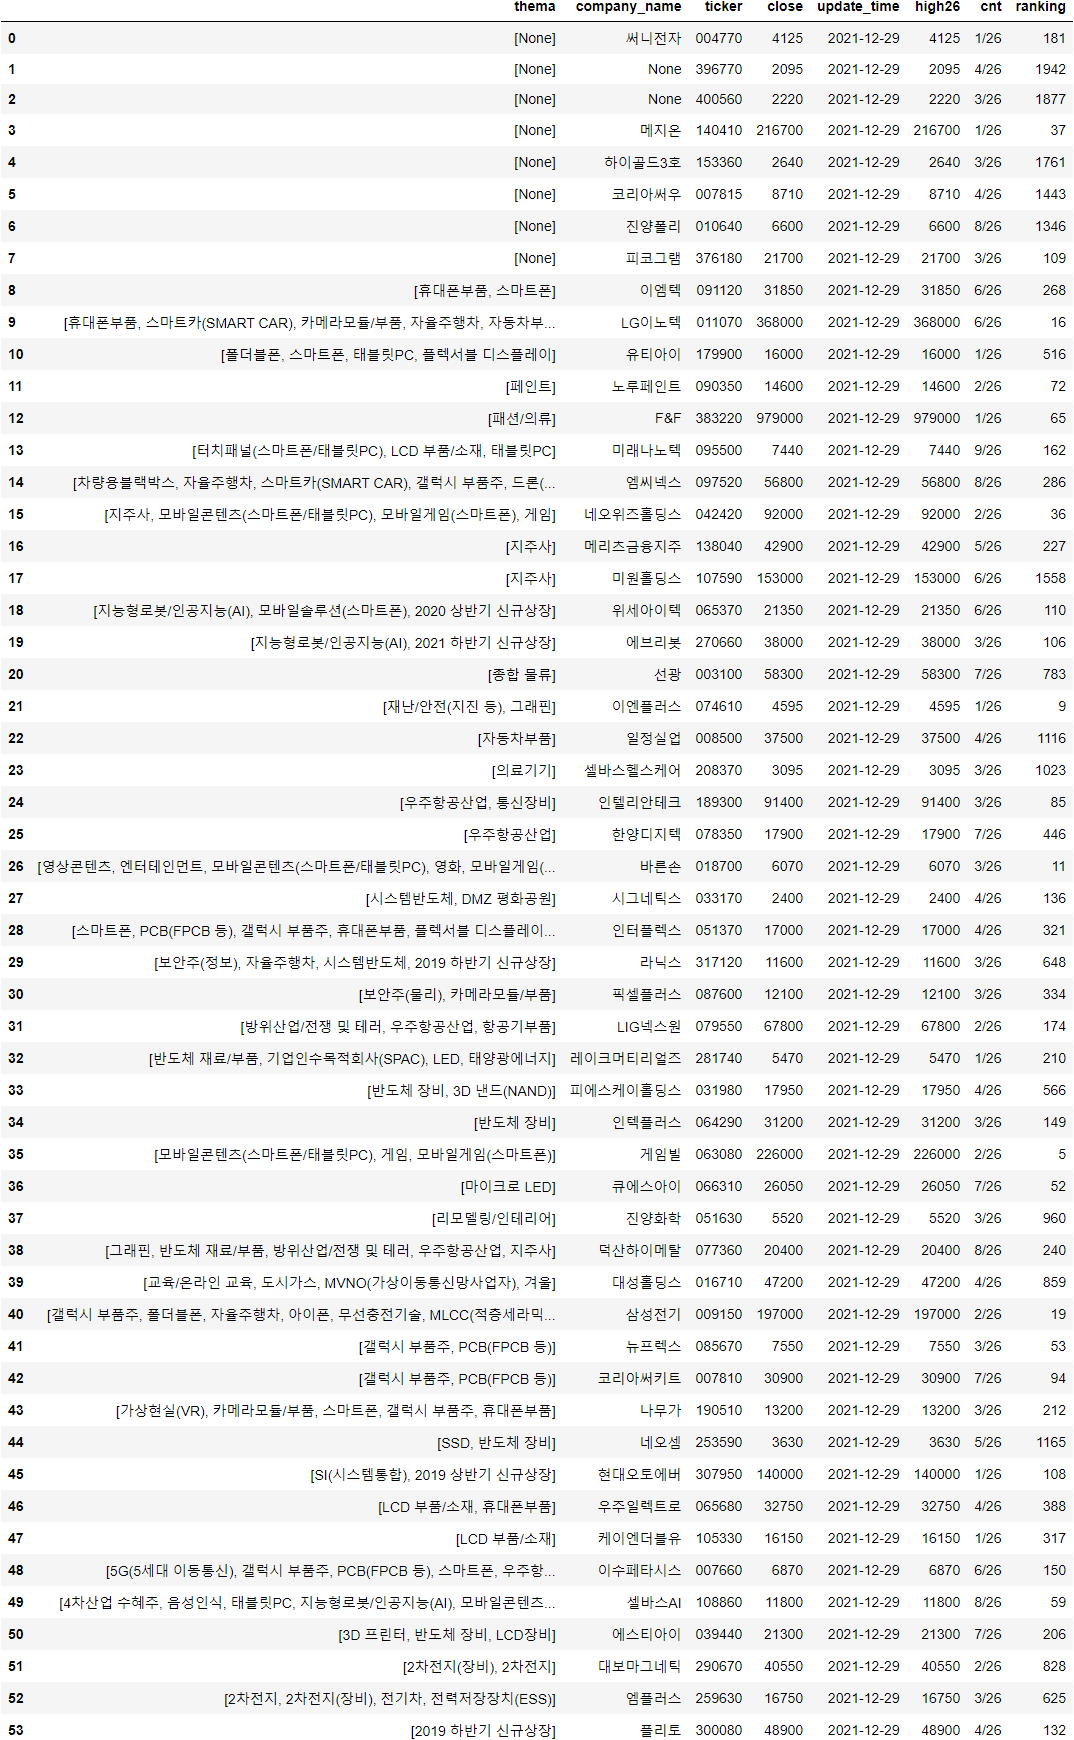 thema company_name ticker close update_time high26 cnt ranking
0 [None] 써니전자 004770 4125 2021-12-29 4125 1/26 181
1 [None] None 396770 2095 2021-12-29 2095 4/26 1942
2 [None] None 400560 2220 2021-12-29 2220 3/26 1877
3 [None] 메지온 140410 216700 2021-12-29 216700 1/26 37
4 [None] 하이골드3호 153360 2640 2021-12-29 2640 3/26 1761
5 [None] 코리아써우 007815 8710 2021-12-29 8710 4/26 1443
6 [None] 진양폴리 010640 6600 2021-12-29 6600 8/26 1346
7 [None] 피코그램 376180 21700 2021-12-29 21700 3/26 109
8 [휴대폰부품, 스마트폰] 이엠텍 091120 31850 2021-12-29 31850 6/26 268
9 [휴대폰부품, 스마트카(SMART CAR), 카메라모듈/부품, 자율주행차, 자동차부... LG이노텍 011070 368000 2021-12-29 368000 6/26 16
10 [폴더블폰, 스마트폰, 태블릿PC, 플렉서블 디스플레이] 유티아이 179900 16000 2021-12-29 16000 1/26 516
11 [페인트] 노루페인트 090350 14600 2021-12-29 14600 2/26 72
12 [패션/의류] F&F 383220 979000 2021-12-29 979000 1/26 65
13 [터치패널(스마트폰/태블릿PC), LCD 부품/소재, 태블릿PC] 미래나노텍 095500 7440 2021-12-29 7440 9/26 162
14 [차량용블랙박스, 자율주행차, 스마트카(SMART CAR), 갤럭시 부품주, 드론(... 엠씨넥스 097520 56800 2021-12-29 56800 8/26 286
15 [지주사, 모바일콘텐츠(스마트폰/태블릿PC), 모바일게임(스마트폰), 게임] 네오위즈홀딩스 042420 92000 2021-12-29 92000 2/26 36
16 [지주사] 메리츠금융지주 138040 42900 2021-12-29 42900 5/26 227
17 [지주사] 미원홀딩스 107590 153000 2021-12-29 153000 6/26 1558
18 [지능형로봇/인공지능(AI), 모바일솔루션(스마트폰), 2020 상반기 신규상장] 위세아이텍 065370 21350 2021-12-29 21350 6/26 110
19 [지능형로봇/인공지능(AI), 2021 하반기 신규상장] 에브리봇 270660 38000 2021-12-29 38000 3/26 106
20 [종합 물류] 선광 003100 58300 2021-12-29 58300 7/26 783
21 [재난/안전(지진 등), 그래핀] 이엔플러스 074610 4595 2021-12-29 4595 1/26 9
22 [자동차부품] 일정실업 008500 37500 2021-12-29 37500 4/26 1116
23 [의료기기] 셀바스헬스케어 208370 3095 2021-12-29 3095 3/26 1023
24 [우주항공산업, 통신장비] 인텔리안테크 189300 91400 2021-12-29 91400 3/26 85
25 [우주항공산업] 한양디지텍 078350 17900 2021-12-29 17900 7/26 446
26 [영상콘텐츠, 엔터테인먼트, 모바일콘텐츠(스마트폰/태블릿PC), 영화, 모바일게임(... 바른손 018700 6070 2021-12-29 6070 3/26 11
27 [시스템반도체, DMZ 평화공원] 시그네틱스 033170 2400 2021-12-29 2400 4/26 136
28 [스마트폰, PCB(FPCB 등), 갤럭시 부품주, 휴대폰부품, 플렉서블 디스플레이... 인터플렉스 051370 17000 2021-12-29 17000 4/26 321
29 [보안주(정보), 자율주행차, 시스템반도체, 2019 하반기 신규상장] 라닉스 317120 11600 2021-12-29 11600 3/26 648
30 [보안주(물리), 카메라모듈/부품] 픽셀플러스 087600 12100 2021-12-29 12100 3/26 334
31 [방위산업/전쟁 및 테러, 우주항공산업, 항공기부품] LIG넥스원 079550 67800 2021-12-29 67800 2/26 174
32 [반도체 재료/부품, 기업인수목적회사(SPAC), LED, 태양광에너지] 레이크머티리얼즈 281740 5470 2021-12-29 5470 1/26 210
33 [반도체 장비, 3D 낸드(NAND)] 피에스케이홀딩스 031980 17950 2021-12-29 17950 4/26 566
34 [반도체 장비] 인텍플러스 064290 31200 2021-12-29 31200 3/26 149
35 [모바일콘텐츠(스마트폰/태블릿PC), 게임, 모바일게임(스마트폰)] 게임빌 063080 226000 2021-12-29 226000 2/26 5
36 [마이크로 LED] 큐에스아이 066310 26050 2021-12-29 26050 7/26 52
37 [리모델링/인테리어] 진양화학 051630 5520 2021-12-29 5520 3/26 960
38 [그래핀, 반도체 재료/부품, 방위산업/전쟁 및 테러, 우주항공산업, 지주사] 덕산하이메탈 077360 20400 2021-12-29 20400 8/26 240
39 [교육/온라인 교육, 도시가스, MVNO(가상이동통신망사업자), 겨울] 대성홀딩스 016710 47200 2021-12-29 47200 4/26 859
40 [갤럭시 부품주, 폴더블폰, 자율주행차, 아이폰, 무선충전기술, MLCC(적층세라믹... 삼성전기 009150 197000 2021-12-29 197000 2/26 19
41 [갤럭시 부품주, PCB(FPCB 등)] 뉴프렉스 085670 7550 2021-12-29 7550 3/26 53
42 [갤럭시 부품주, PCB(FPCB 등)] 코리아써키트 007810 30900 2021-12-29 30900 7/26 94
43 [가상현실(VR), 카메라모듈/부품, 스마트폰, 갤럭시 부품주, 휴대폰부품] 나무가 190510 13200 2021-12-29 13200 3/26 212
44 [SSD, 반도체 장비] 네오셈 253590 3630 2021-12-29 3630 5/26 1165
45 [SI(시스템통합), 2019 상반기 신규상장] 현대오토에버 307950 140000 2021-12-29 140000 1/26 108
46 [LCD 부품/소재, 휴대폰부품] 우주일렉트로 065680 32750 2021-12-29 32750 4/26 388
47 [LCD 부품/소재] 케이엔더블유 105330 16150 2021-12-29 16150 1/26 317
48 [5G(5세대 이동통신), 갤럭시 부품주, PCB(FPCB 등), 스마트폰, 우주항... 이수페타시스 007660 6870 2021-12-29 6870 6/26 150
49 [4차산업 수혜주, 음성인식, 태블릿PC, 지능형로봇/인공지능(AI), 모바일콘텐츠... 셀바스AI 108860 11800 2021-12-29 11800 8/26 59
50 [3D 프린터, 반도체 장비, LCD장비] 에스티아이 039440 21300 2021-12-29 21300 7/26 206
51 [2차전지(장비), 2차전지] 대보마그네틱 290670 40550 2021-12-29 40550 2/26 828
52 [2차전지, 2차전지(장비), 전기차, 전력저장장치(ESS)] 엠플러스 259630 16750 2021-12-29 16750 3/26 625
53 [2019 하반기 신규상장] 플리토 300080 48900 2021-12-29 48900 4/26 132